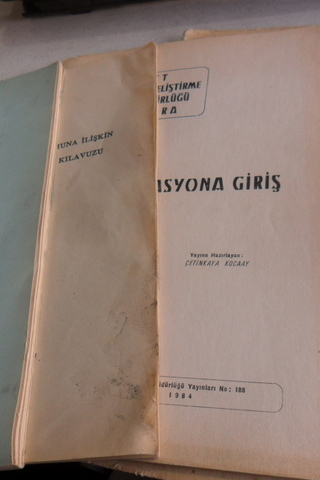 UNA İLİŞKİN
KILAVUZU
T
ELİŞTİRME
RLÜĞÜ
RA
ASYONA GİRİŞ
Yayına Hazırlayan:
ÇETİNKAYA KOCAAY
dürlüğü Yayınları No: 188
1984